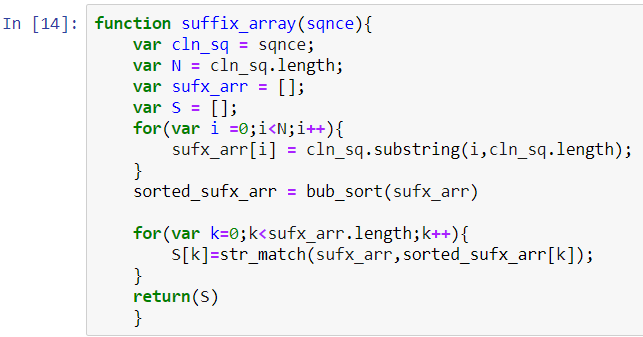 In [14]: function suffix_array(sqnce){
    var cln_sq = sqnce;
    var N = cln_sq.length;
    var sufx_arr = [];
    var S = [];
    for(var i =0;i<N;i++){
        sufx_arr[i] = cln_sq.substring(i,cln_sq.length);
    }
    sorted_sufx_arr = bub_sort(sufx_arr)

    for(var k=0;k<sufx_arr.length;k++){
        S[k]=str_match(sufx_arr,sorted_sufx_arr[k]);
    }
    return(S)
    }